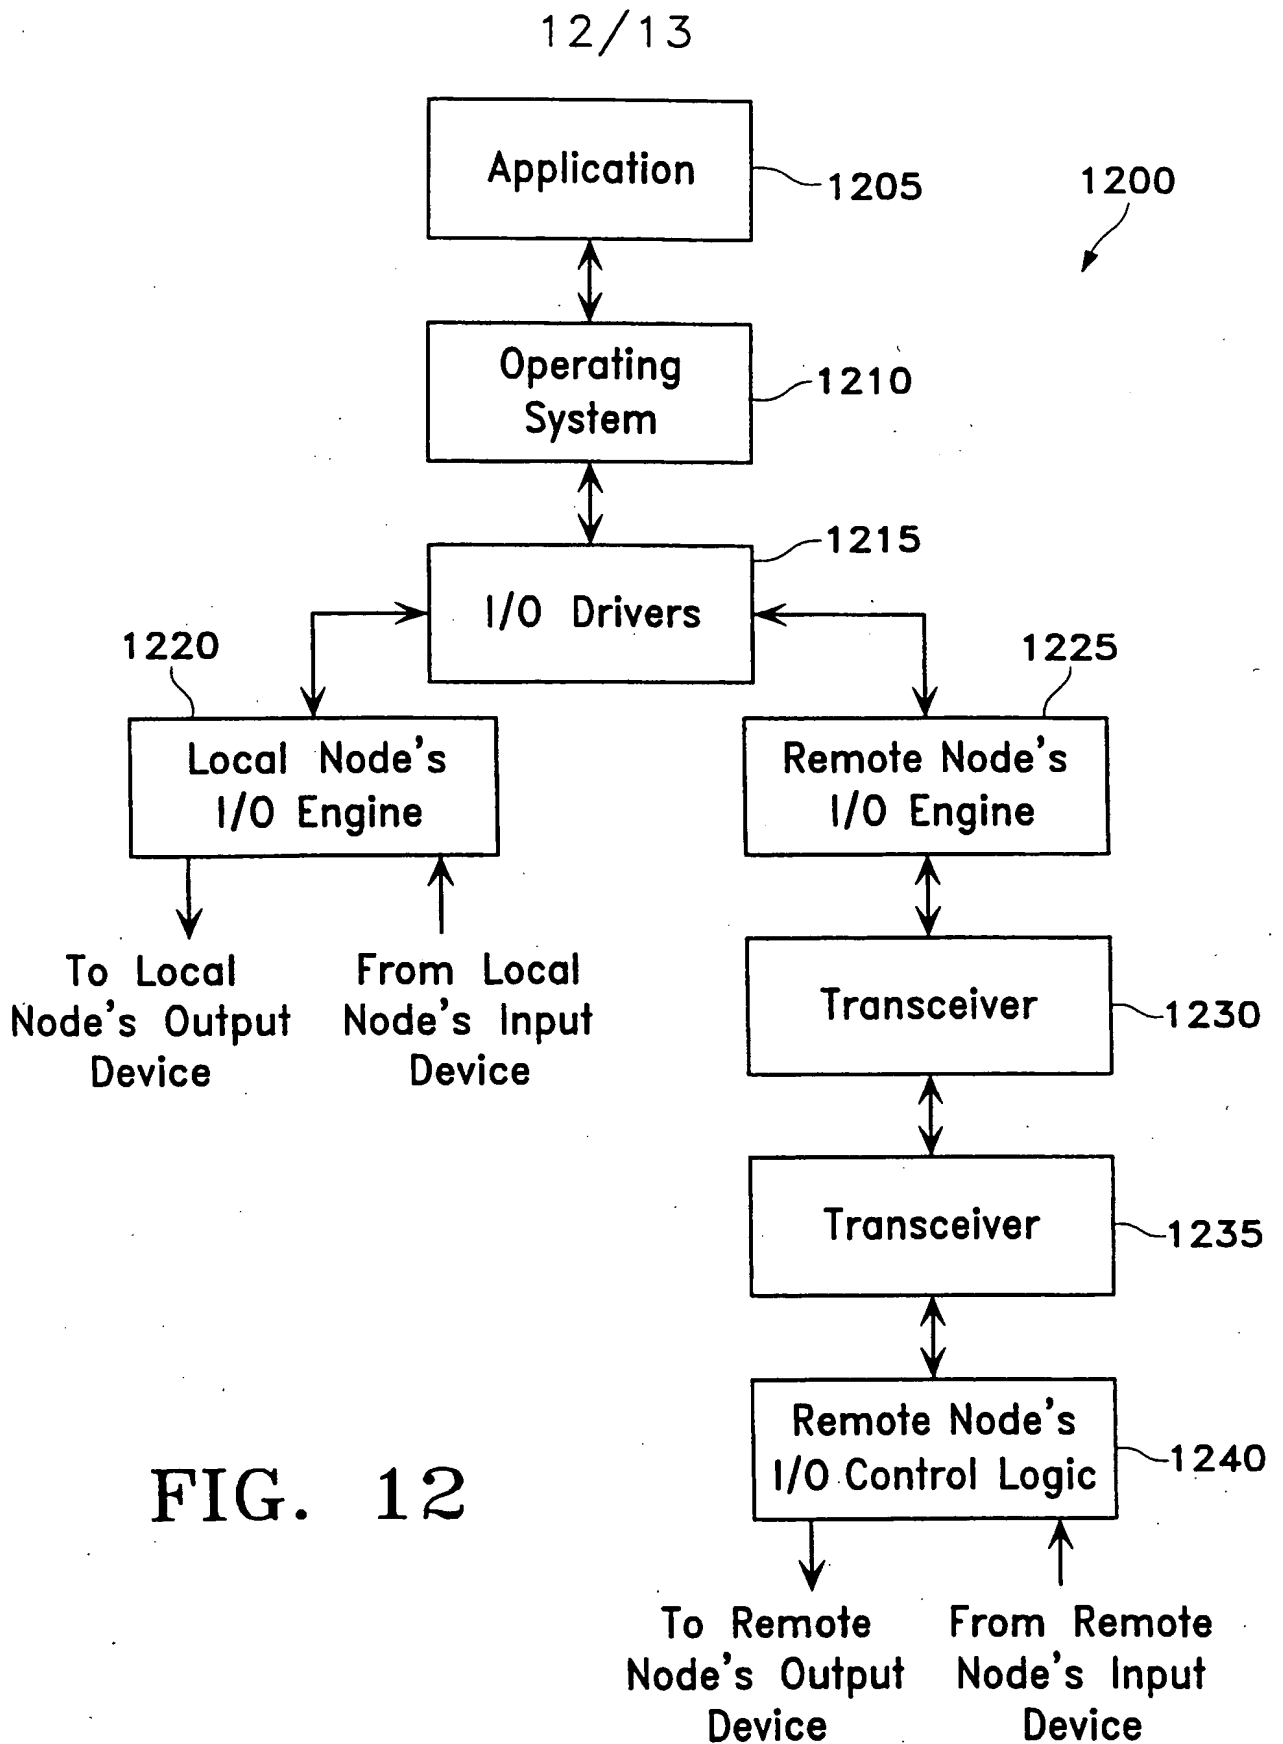 12/13
Application
1205
1200
Operating
System
1210
1215
I/O Drivers
1220
1225
Local Node's
I/O Engine
Remote Node's
I/O Engine
To Local
Node's Output
Device
From Local
Node's Input
Device
Transceiver
1230
Transceiver
1235
Remote Node's
I/O Control Logic
1240
FIG. 12
To Remote
Node's Output
Device
From Remote
Node's Input
Device